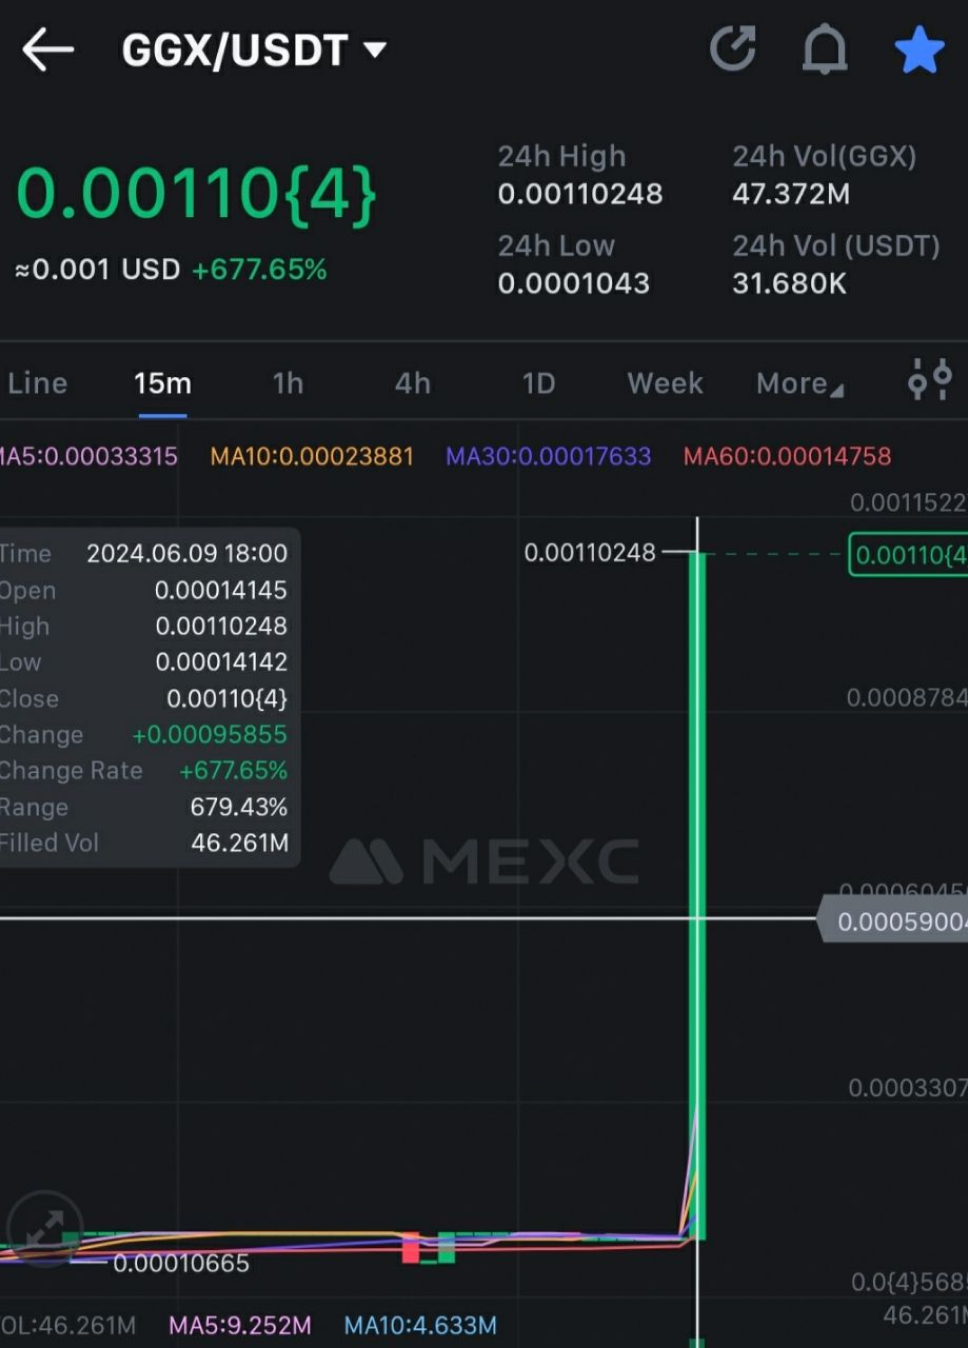 GGX/USDT
0.00110{4}
≈0.001 USD +677.65%
24h High
0.00110248
24h Low
0.0001043
24h Vol(GGX)
47.372M
24h Vol (USDT)
31.680K
Line 15m 1h 4h 1D Week More
MA5:0.00033315 MA10:0.00023881 MA30:0.00017633 MA60:0.00014758
0.0011522
Time 2024.06.09 18:00
Open 0.00014145
High 0.00110248
Low 0.00014142
Close 0.00110{4}
Change +0.00095855
Change Rate +677.65%
Range 679.43%
Filled Vol 46.261M
0.00110248
0.00110{4
0.0008784
MEXC
0.0006045
0.00059004
0.0003307
0.00010665
0.0{4}568
46.261M
OL:46.261M MA5:9.252M MA10:4.633M